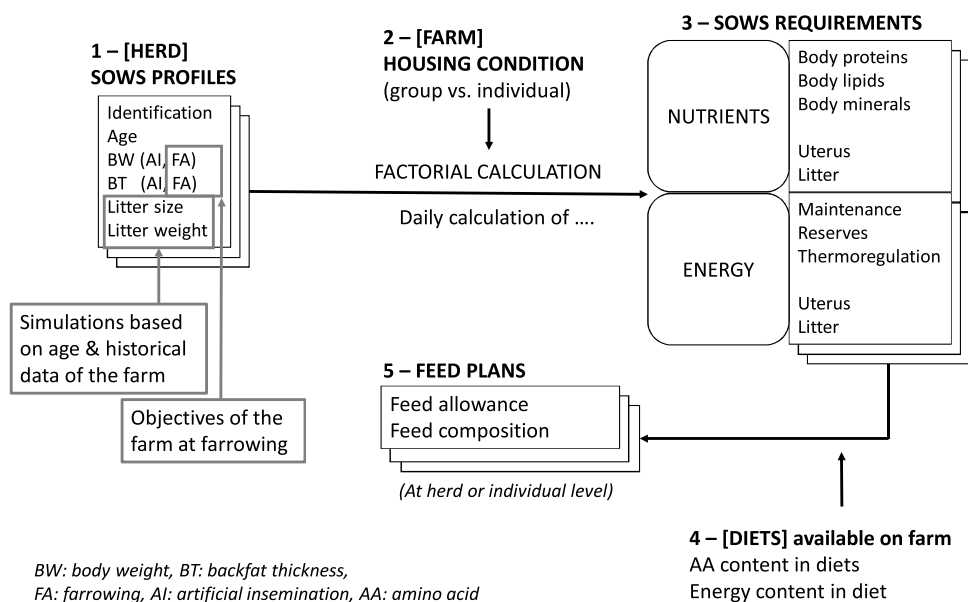 1 – [HERD]
SOWS PROFILES
Identification
Age
BW (AI, FA)
BT (AI, FA)
Litter size
Litter weight
Simulations based
on age & historical
data of the farm
Objectives of the
farm at farrowing
2 – [FARM]
HOUSING CONDITION
(group vs. individual)
FACTORIAL CALCULATION
Daily calculation of ….
3 – SOWS REQUIREMENTS
NUTRIENTS
Body proteins
Body lipids
Body minerals
Uterus
Litter
ENERGY
Maintenance
Reserves
Thermoregulation
Uterus
Litter
5 – FEED PLANS
Feed allowance
Feed composition
(At herd or individual level)
4 – [DIETS] available on farm
AA content in diets
Energy content in diet
BW: body weight, BT: backfat thickness,
FA: farrowing, AI: artificial insemination, AA: amino acid